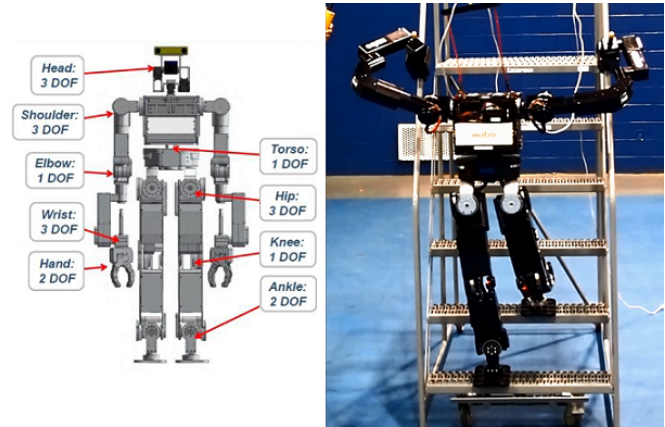 Head:
3 DOF
Shoulder:
3 DOF
Elbow:
1 DOF
Wrist:
3 DOF
Hand:
2 DOF
Torso:
1 DOF
Hip:
3 DOF
Knee:
1 DOF
Ankle:
2 DOF
HUBO